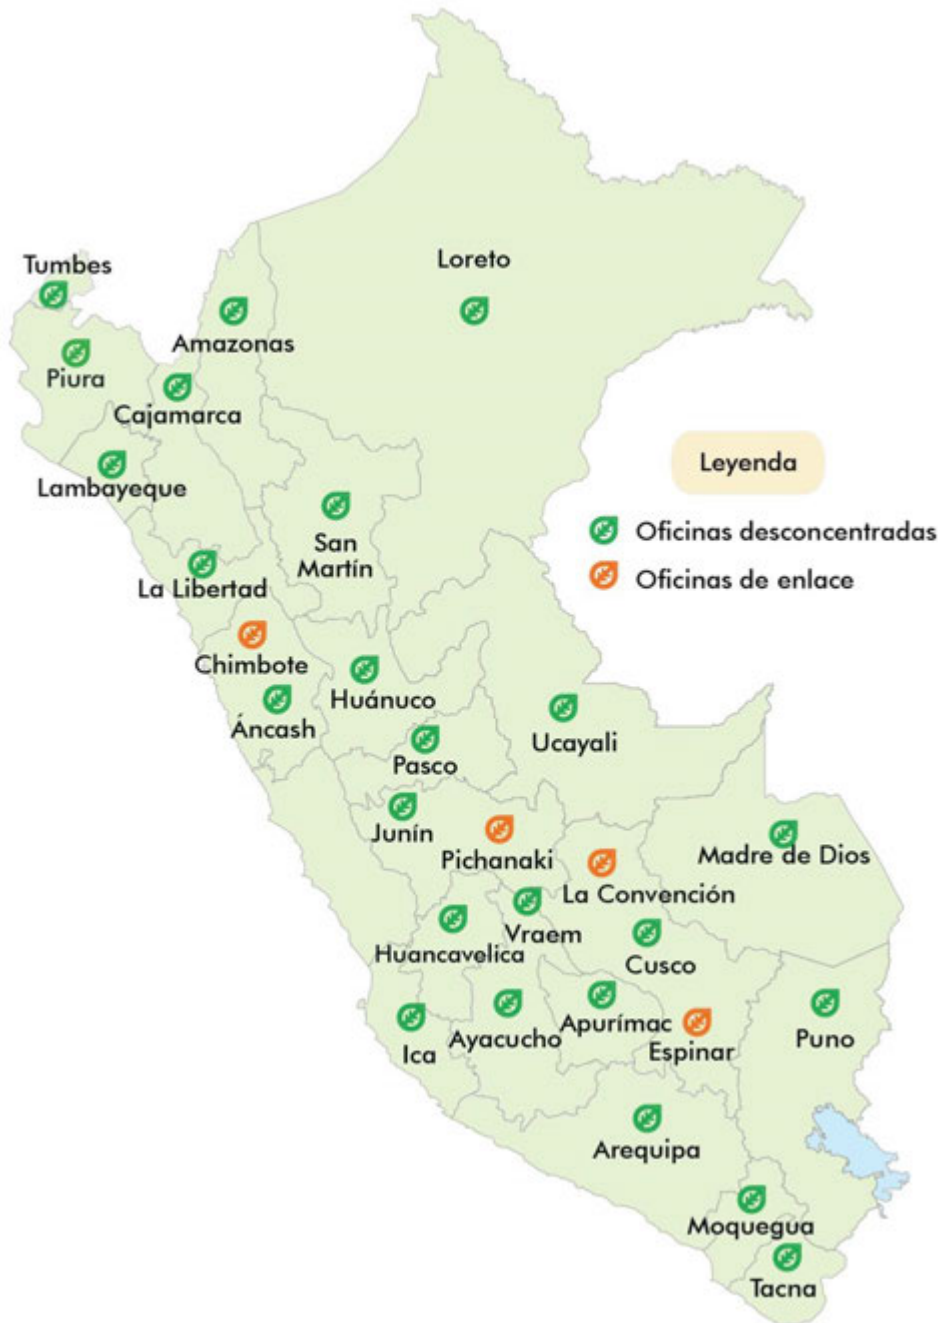 Loreto
Tumbes
Amazonas
Piura
Cajamarca
Leyenda
Lambayeque
Oficinas desconcentradas
San
Martín
Oficinas de enlace
La Libertad
Chimbote
Huánuco
Áncash
Ucayali
Pasco
Junín
Pichanaki
Madre de Dios
La Convención
Vraem
Huancavelica
Cusco
Apurímac
Ayacucho
Puno
Ica
Espinar
Arequipa
Moquegua
Tacna